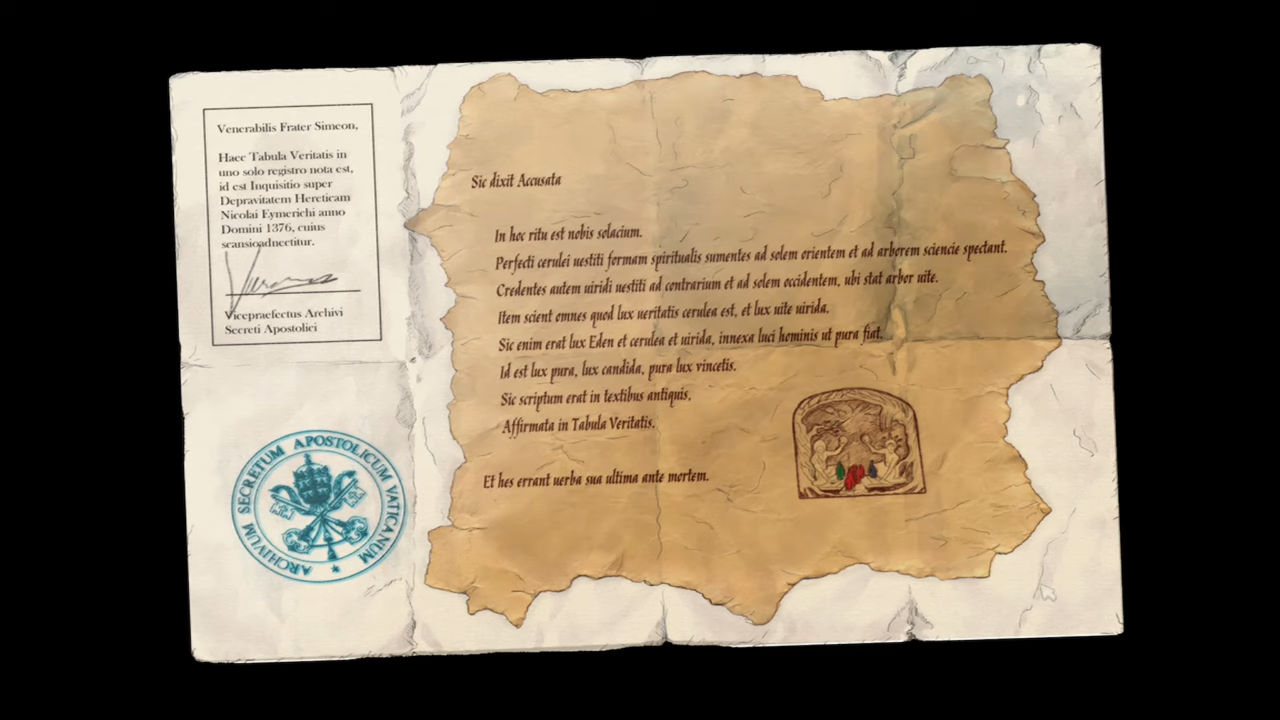 Venerabilis Frater Simeon,
Haec Tabula Veritatis in
uno solo registro nota est,
id est Inquisitio super
Depravitatem Hereticam
Nicolai Eymerichi anno
Domini 1376, cuius
scansioadnectitur.
Vicepraefectus Archivi
Secreti Apostolici
ARCHIVUM SECRETUM APOSTOLICUM VATICANUM *
Sic dixit Accusata
In hoc ritu est nobis solacium.
Perfecti cerulei uestiti formam spiritualis sumentes ad solem orientem et ad arborem sciencie spectant.
Credentes autem uiridi uestiti ad contrarium et ad solem occidentem, ubi stat arbor uite.
Item scient omnes quod lux ueritatis cerulea est, et lux uite uirida.
Sic enim erat lux Eden et cerulea et uirida, innexa luci hominis ut pura fiat.
Id est lux pura, lux candida, pura lux vincetis.
Sic scriptum erat in textibus antiquis,
Affirmata in Tabula Veritatis.
Et hes errant uerba sua ultima ante mortem.